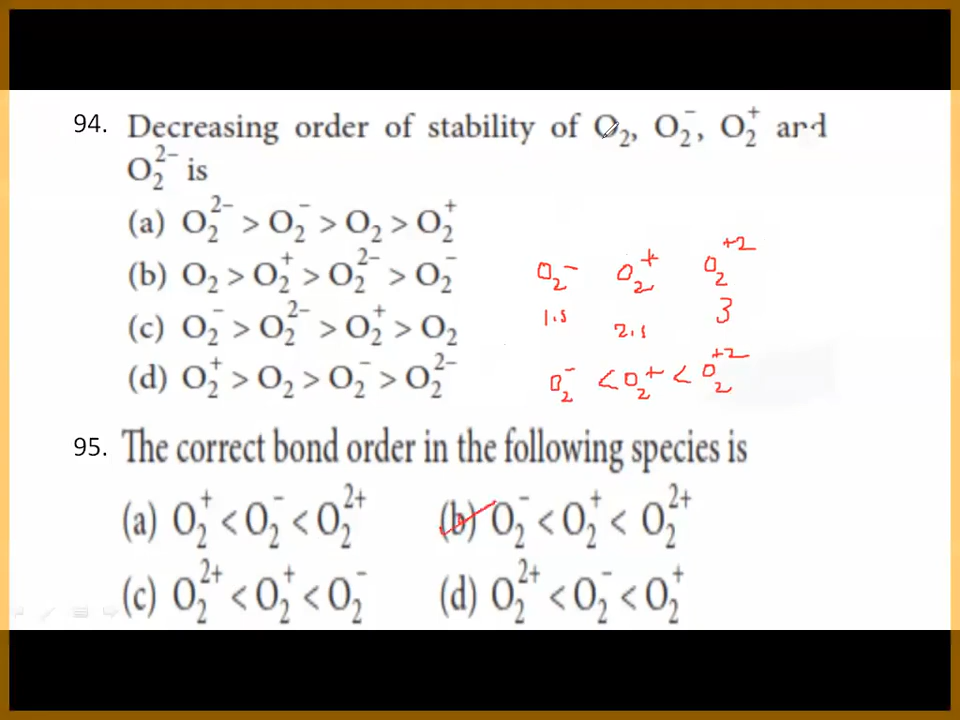 94. Decreasing order of stability of O₂, O₂⁻, O₂⁺ and
O₂²⁻ is
(a) O₂²⁻ > O₂⁻ > O₂ > O₂⁺
(b) O₂ > O₂⁺ > O₂²⁻ > O₂⁻
(c) O₂⁻ > O₂²⁻ > O₂⁺ > O₂
(d) O₂⁺ > O₂ > O₂⁻ > O₂²⁻
O₂⁻ O₂⁺ O₂⁺²
1.5 2.5 3
O₂⁻ < O₂⁺ < O₂⁺²
95. The correct bond order in the following species is
(a) O₂⁺ < O₂⁻ < O₂²⁺ (b) O₂⁻ < O₂⁺ < O₂²⁺
(c) O₂²⁺ < O₂⁺ < O₂⁻ (d) O₂²⁺ < O₂⁻ < O₂⁺